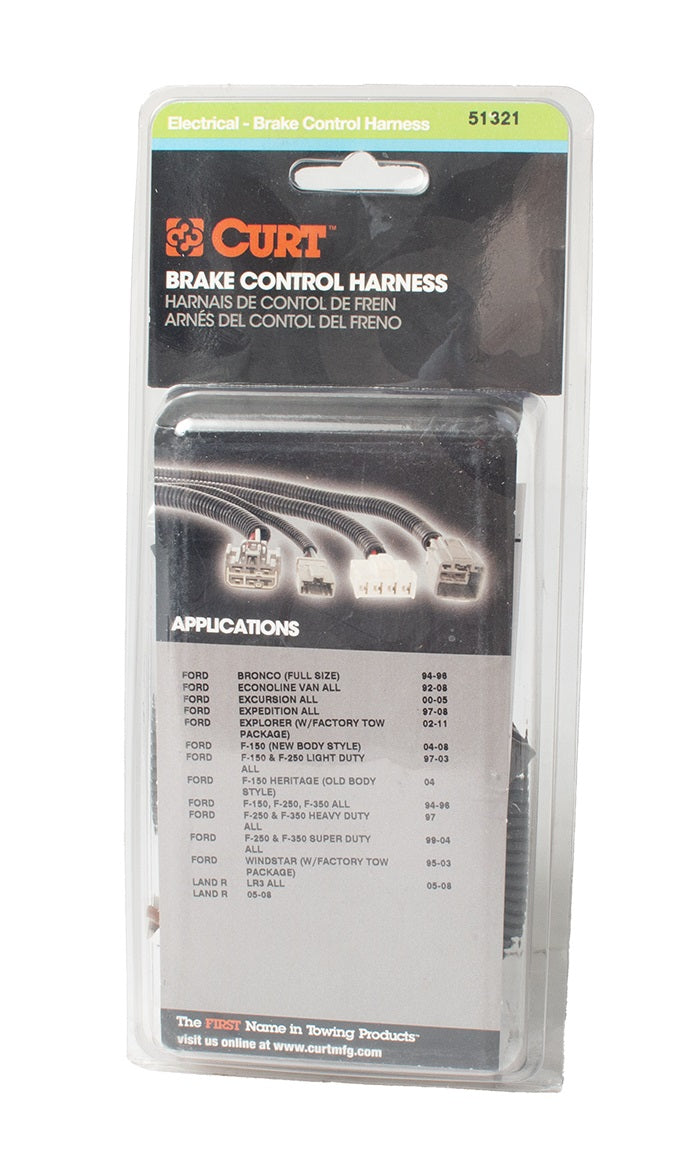 Electrical - Brake Control Harness 51321
CURT™
BRAKE CONTROL HARNESS
HARNAIS DE CONTOL DE FREIN
ARNÉS DEL CONTOL DEL FRENO
APPLICATIONS
FORD BRONCO (FULL SIZE) 94-96
FORD ECONOLINE VAN ALL 92-08
FORD EXCURSION ALL 00-05
FORD EXPEDITION ALL 97-08
FORD EXPLORER (W/FACTORY TOW 02-11
PACKAGE)
FORD F-150 (NEW BODY STYLE) 04-08
FORD F-150 & F-250 LIGHT DUTY 97-03
ALL
FORD F-150 HERITAGE (OLD BODY 04
STYLE)
FORD F-150, F-250, F-350 ALL 94-96
FORD F-250 & F-350 HEAVY DUTY 97
ALL
FORD F-250 & F-350 SUPER DUTY 99-04
ALL
FORD WINDSTAR (W/FACTORY TOW 95-03
PACKAGE)
LAND R LR3 ALL 05-08
LAND R 05-08
The FIRST Name in Towing Products™
visit us online at www.curtmfg.com